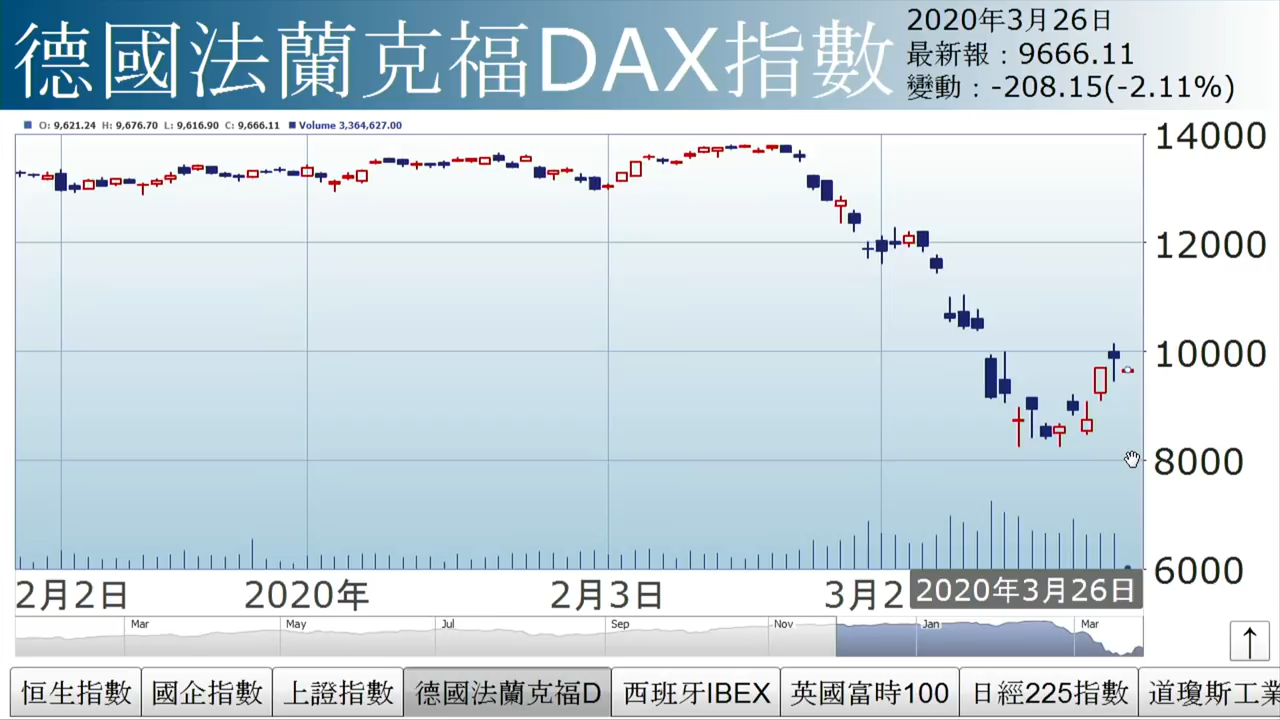 德國法蘭克福DAX指數
2020年3月26日
最新報：9666.11
變動：-208.15(-2.11%)
O: 9,621.24 H: 9,676.70 L: 9,616.90 C: 9,666.11 Volume 3,364,627.00
14000
12000
10000
8000
6000
2月2日 2020年 2月3日 3月2 2020年3月26日
Mar May Jul Sep Nov Jan Mar
↑
恒生指數 國企指數 上證指數 德國法蘭克福D 西班牙IBEX 英國富時100 日經225指數 道瓊斯工業